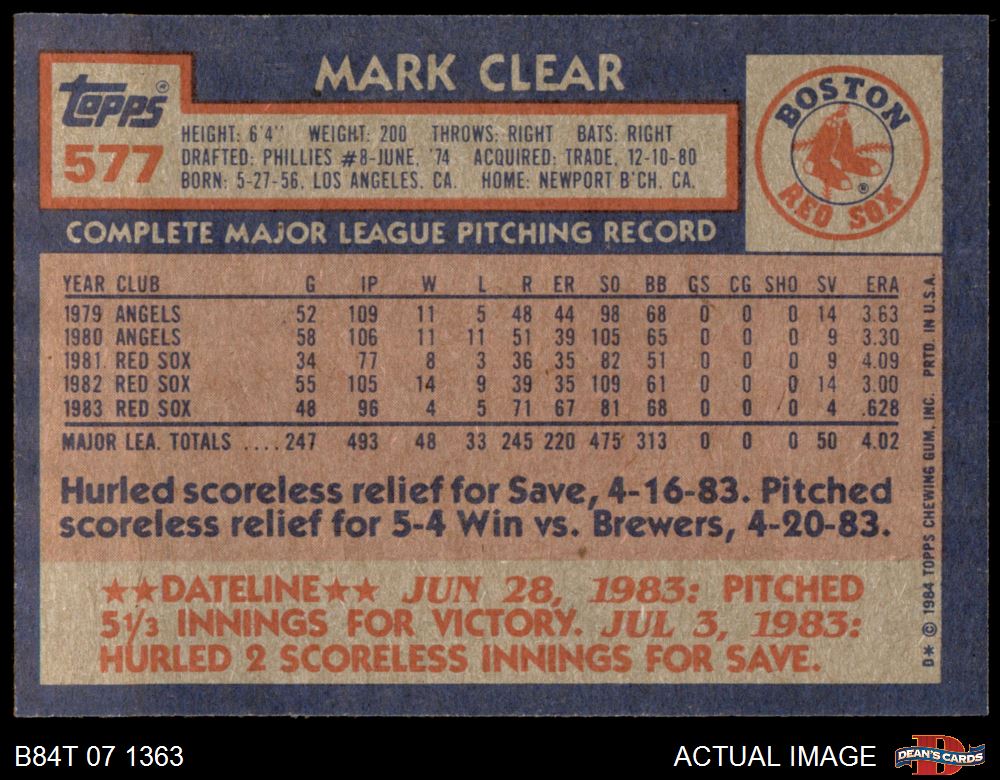 topps®
577
MARK CLEAR
HEIGHT: 6'4" WEIGHT: 200 THROWS: RIGHT BATS: RIGHT
DRAFTED: PHILLIES #8-JUNE, '74 ACQUIRED: TRADE, 12-10-80
BORN: 5-27-56, LOS ANGELES, CA. HOME: NEWPORT B'CH, CA.
BOSTON
RED SOX
®
COMPLETE MAJOR LEAGUE PITCHING RECORD
YEAR CLUB G IP W L R ER SO BB GS CG SHO SV ERA
1979 ANGELS 52 109 11 5 48 44 98 68 0 0 0 14 3.63
1980 ANGELS 58 106 11 11 51 39 105 65 0 0 0 9 3.30
1981 RED SOX 34 77 8 3 36 35 82 51 0 0 0 9 4.09
1982 RED SOX 55 105 14 9 39 35 109 61 0 0 0 14 3.00
1983 RED SOX 48 96 4 5 71 67 81 68 0 0 0 4 .628
MAJOR LEA. TOTALS ....247 493 48 33 245 220 475 313 0 0 0 50 4.02
Hurled scoreless relief for Save, 4-16-83. Pitched
scoreless relief for 5-4 Win vs. Brewers, 4-20-83.
★★DATELINE★★ JUN 28, 1983: PITCHED
5 1/3 INNINGS FOR VICTORY. JUL 3, 1983:
HURLED 2 SCORELESS INNINGS FOR SAVE.
D* © 1984 TOPPS CHEWING GUM, INC. PRTD. IN U.S.A.
B84T 07 1363
ACTUAL IMAGE
DEAN'S CARDS